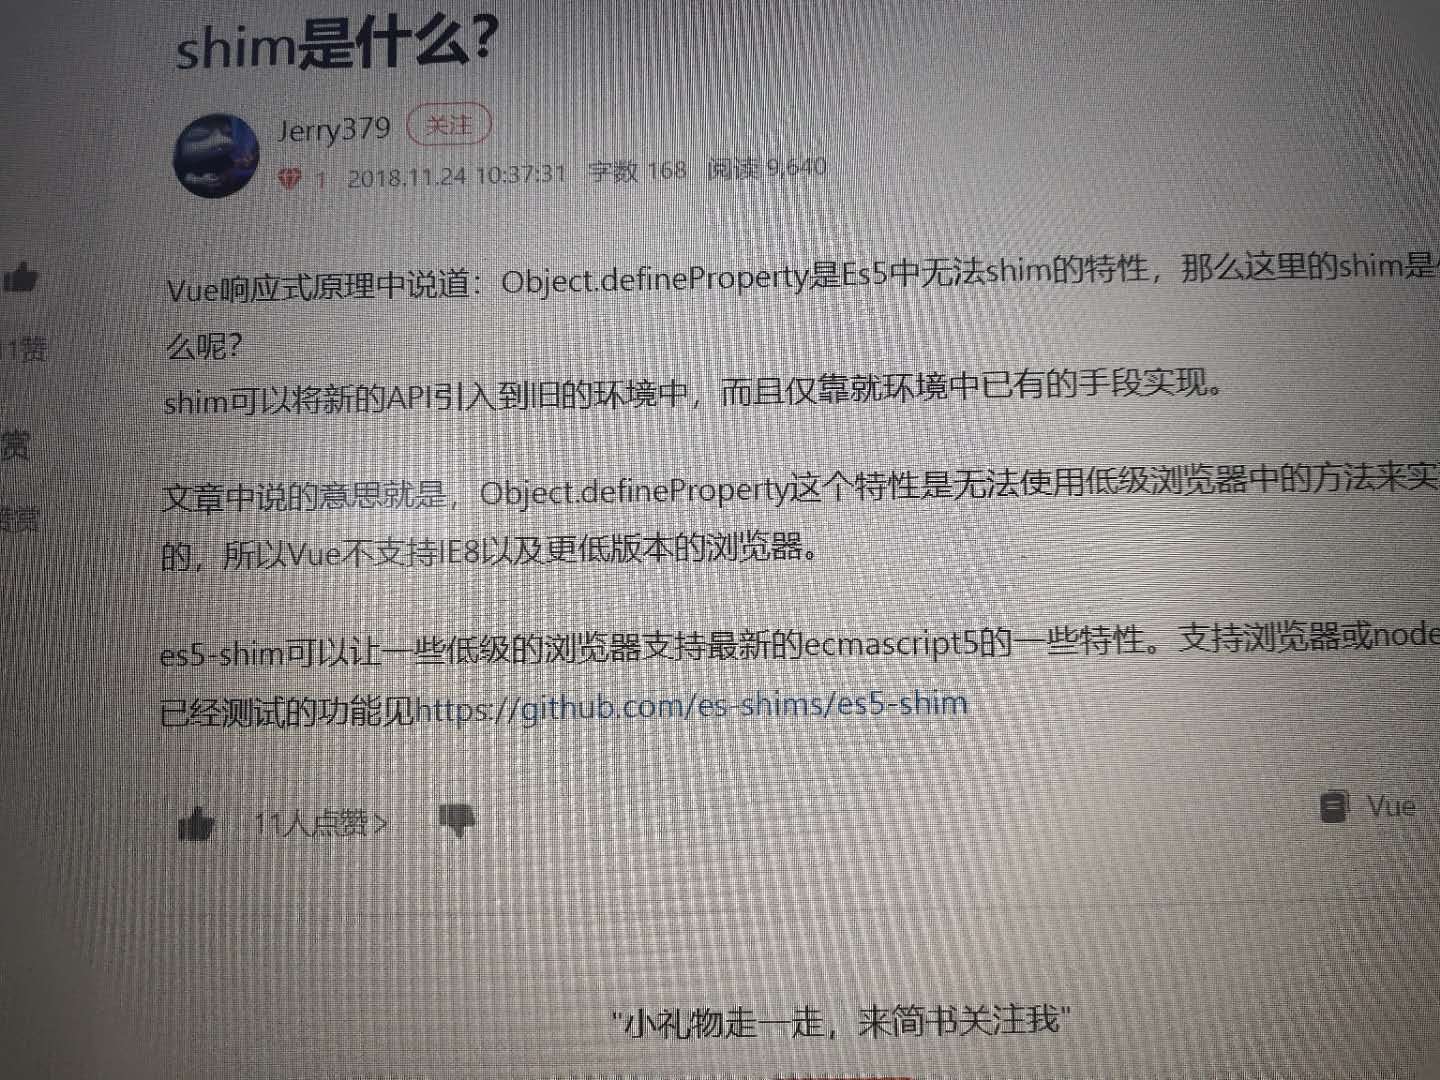 shim是什么？
Jerry379 关注
1 2018.11.24 10:37:31 字数 168 阅读 9,640
Vue响应式原理中说道：Object.defineProperty是Es5中无法shim的特性，那么这里的shim是
么呢？
11赞
shim可以将新的API引入到旧的环境中，而且仅靠就环境中已有的手段实现。
赏
文章中说的意思就是，Object.defineProperty这个特性是无法使用低级浏览器中的方法来实
赞赏
的，所以Vue不支持IE8以及更低版本的浏览器。
es5-shim可以让一些低级的浏览器支持最新的ecmascript5的一些特性。支持浏览器或node
已经测试的功能见https://github.com/es-shims/es5-shim
11人点赞 >
Vue
"小礼物走一走，来简书关注我"